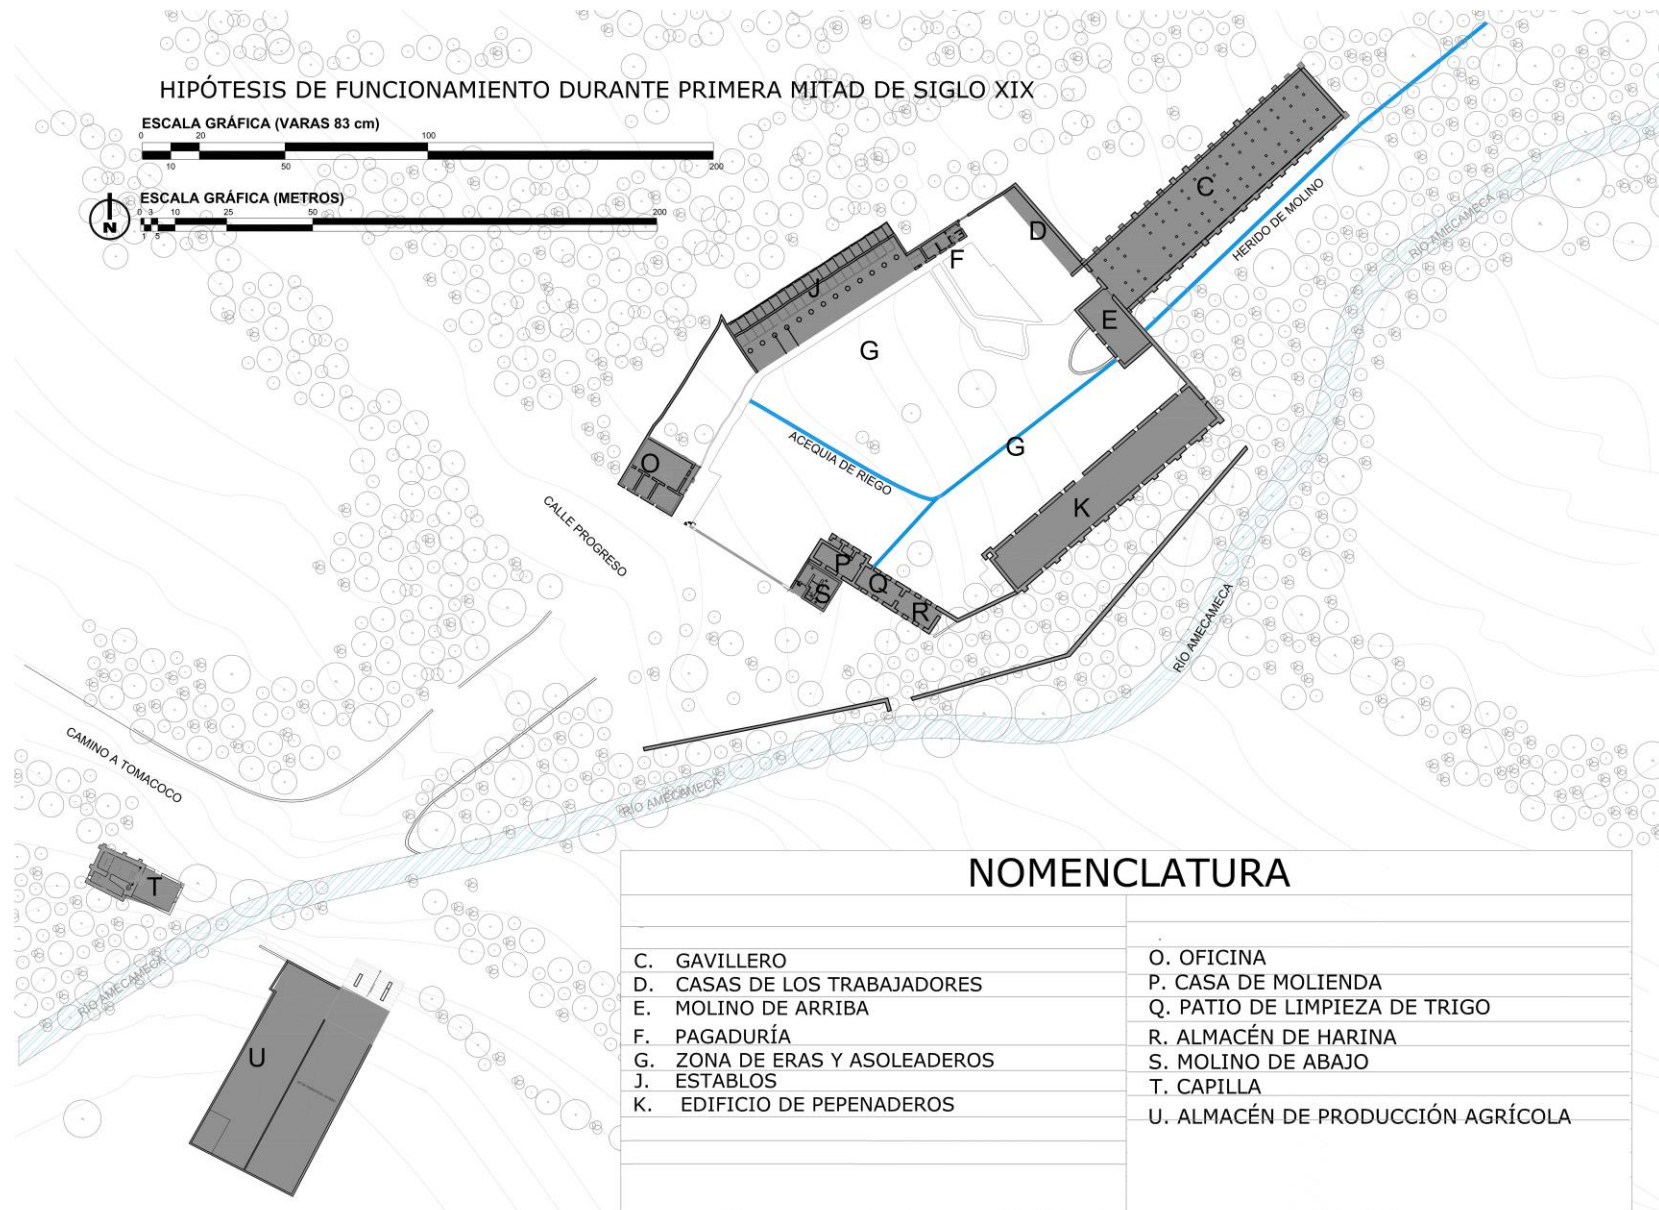 HIPÓTESIS DE FUNCIONAMIENTO DURANTE PRIMERA MITAD DE SIGLO XIX
ESCALA GRÁFICA (VARAS 83 cm)
0 20 100
10 50 200
ESCALA GRÁFICA (METROS)
0 3 10 25 50 200
1 5
N
C
HERIDO DE MOLINO
RÍO AMECAMECA
D
F
J
E
G
G
ACEQUIA DE RIEGO
O
K
CALLE PROGRESO
P
Q
S
R
RÍO AMECAMECA
CAMINO A TOMACOCO
RÍO AMECAMECA
T
RÍO AMECAMECA
U
NOMENCLATURA
C. GAVILLERO
D. CASAS DE LOS TRABAJADORES
E. MOLINO DE ARRIBA
F. PAGADURÍA
G. ZONA DE ERAS Y ASOLEADEROS
J. ESTABLOS
K. EDIFICIO DE PEPENADEROS
O. OFICINA
P. CASA DE MOLIENDA
Q. PATIO DE LIMPIEZA DE TRIGO
R. ALMACÉN DE HARINA
S. MOLINO DE ABAJO
T. CAPILLA
U. ALMACÉN DE PRODUCCIÓN AGRÍCOLA